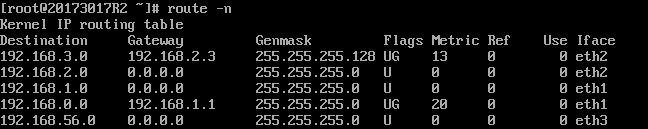 [root@20173017R2 ~]# route -n
Kernel IP routing table
Destination     Gateway         Genmask         Flags Metric Ref    Use Iface
192.168.3.0     192.168.2.3     255.255.255.128 UG    13     0        0 eth2
192.168.2.0     0.0.0.0         255.255.255.0   U     0      0        0 eth2
192.168.1.0     0.0.0.0         255.255.255.0   U     0      0        0 eth1
192.168.0.0     192.168.1.1     255.255.255.0   UG    20     0        0 eth1
192.168.56.0    0.0.0.0         255.255.255.0   U     0      0        0 eth3